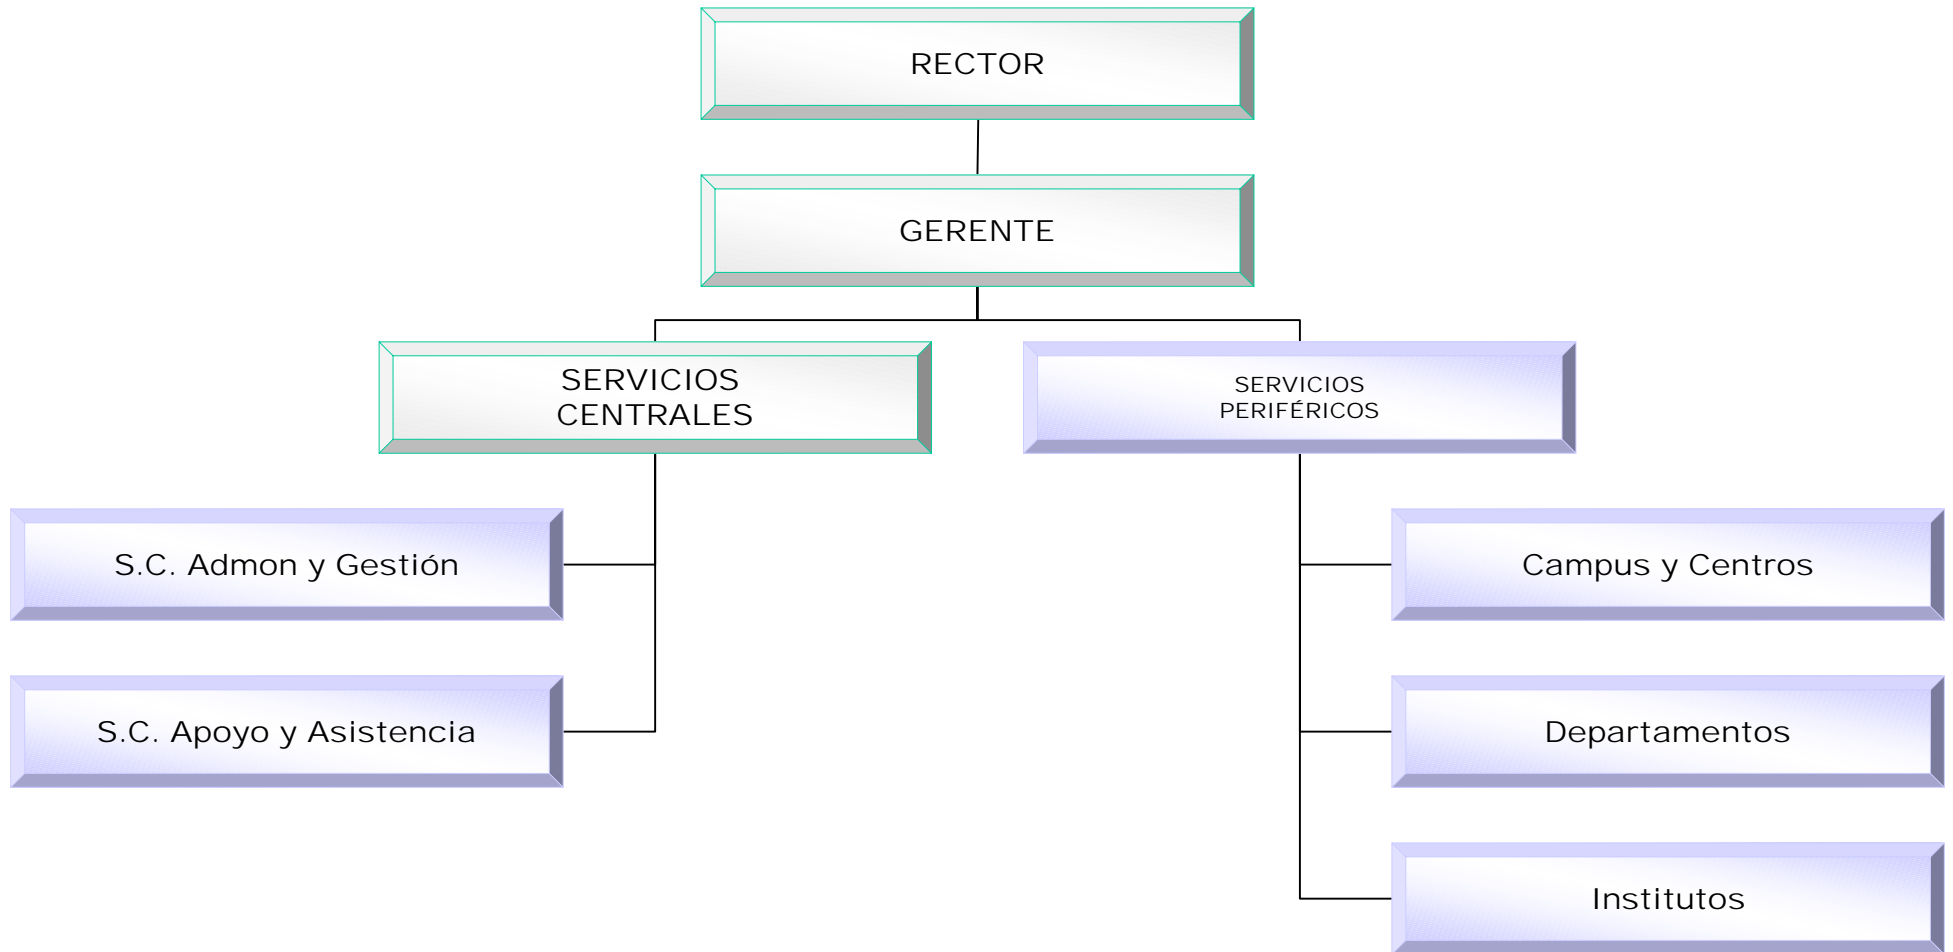 RECTOR
GERENTE
SERVICIOS
CENTRALES
SERVICIOS
PERIFÉRICOS
S.C. Admon y Gestión
S.C. Apoyo y Asistencia
Campus y Centros
Departamentos
Institutos